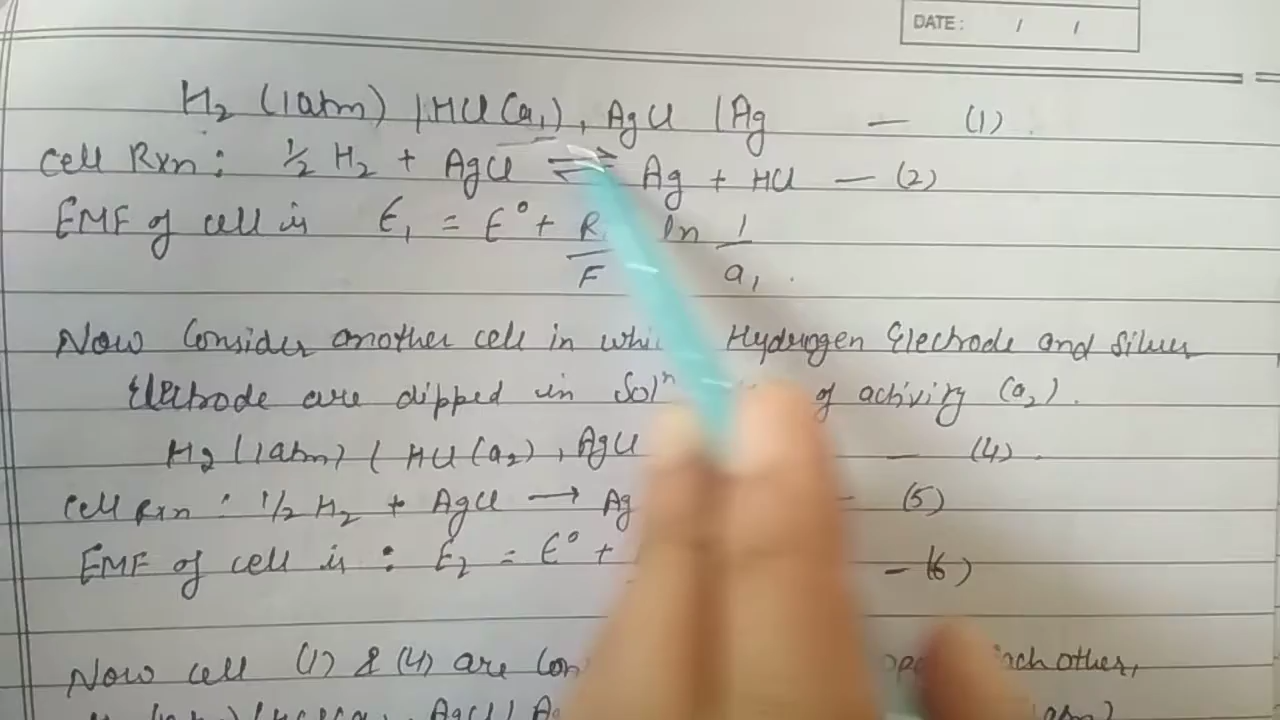 DATE: / /
H₂ (1atm) | HCl (a₁), AgCl | Ag — (1)
Cell Rxn: ½ H₂ + AgCl ⇌ Ag + HCl — (2)
EMF of cell is E₁ = E° + R/F ln 1/a₁.
Now Consider another cell in Hydrogen Electrode and Silver
Electrode are dipped in Solⁿ of activity (a₂).
H₂ (1atm) ( HCl (a₂), AgCl — (4).
Cell Rxn : ½ H₂ + AgCl → Ag — (5)
EMF of cell is : E₂ = E° + — (6)
Now cell (1) & (4) are each other,
AgCl |